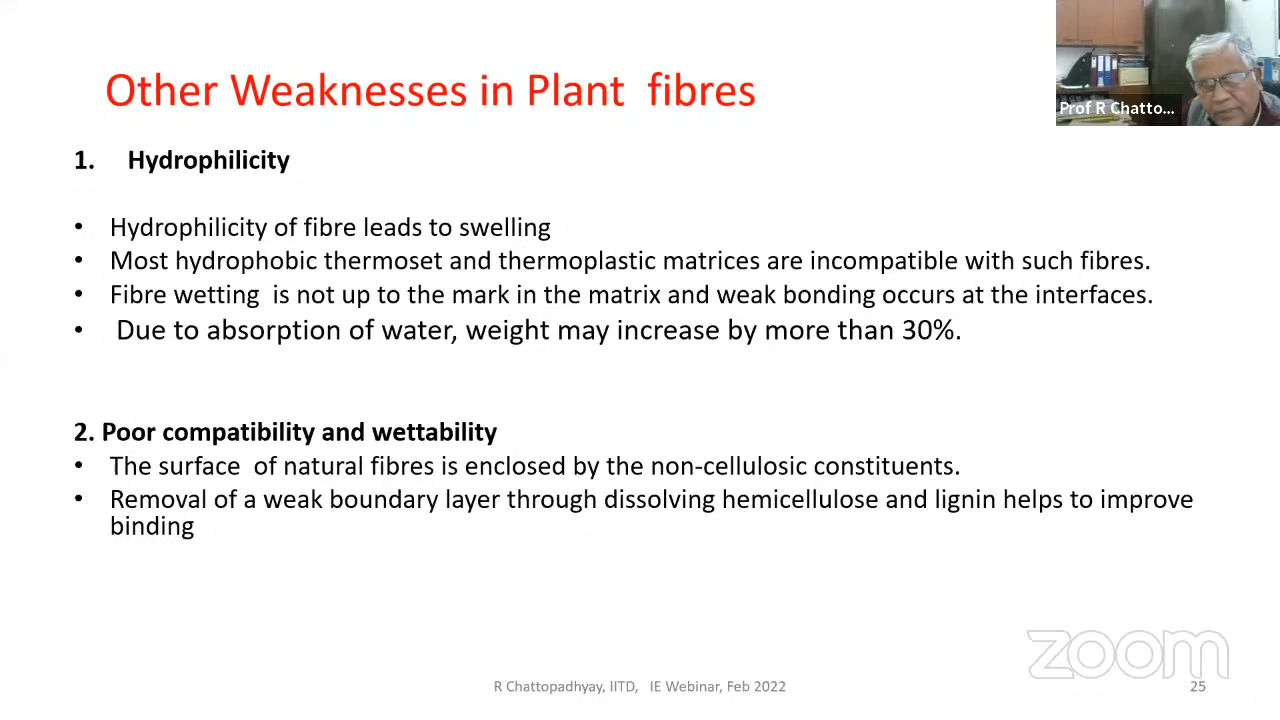 Other Weaknesses in Plant fibres
Prof R Chatto...
1. Hydrophilicity
• Hydrophilicity of fibre leads to swelling
• Most hydrophobic thermoset and thermoplastic matrices are incompatible with such fibres.
• Fibre wetting is not up to the mark in the matrix and weak bonding occurs at the interfaces.
• Due to absorption of water, weight may increase by more than 30%.
2. Poor compatibility and wettability
• The surface of natural fibres is enclosed by the non-cellulosic constituents.
• Removal of a weak boundary layer through dissolving hemicellulose and lignin helps to improve
binding
zoom
R Chattopadhyay, IITD, IE Webinar, Feb 2022
25